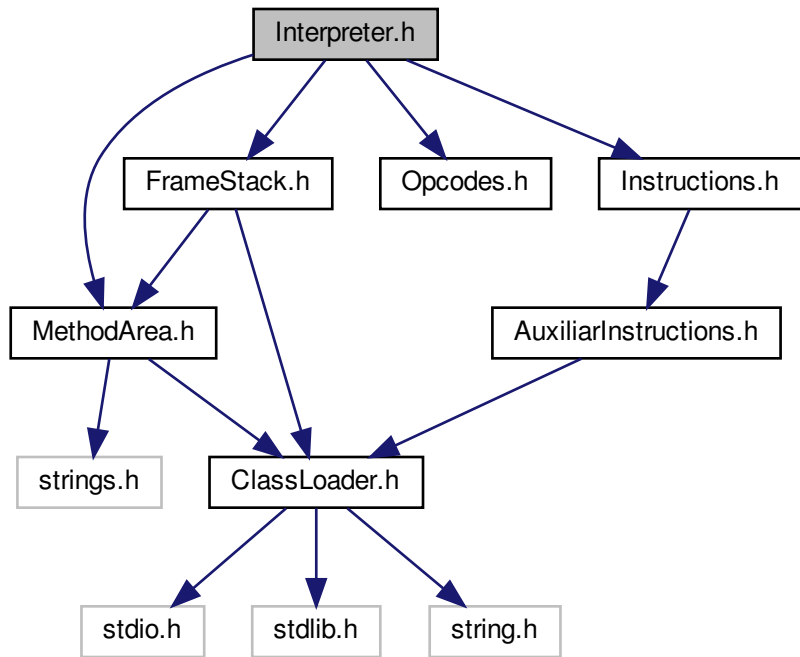 Interpreter.h
FrameStack.h
Opcodes.h
Instructions.h
MethodArea.h
AuxiliarInstructions.h
strings.h
ClassLoader.h
stdio.h
stdlib.h
string.h